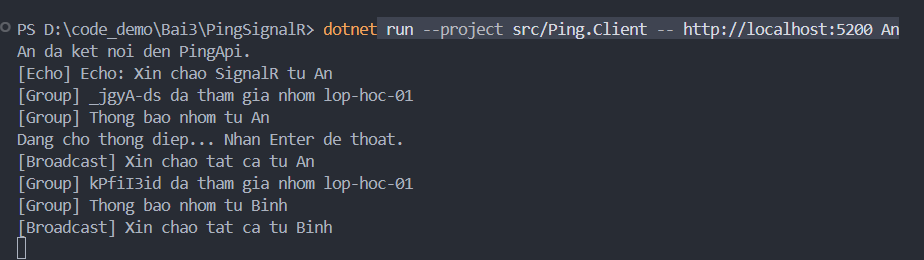 PS D:\code_demo\Bai3\PingSignalR> dotnet run --project src/Ping.Client -- http://localhost:5200 An
An da ket noi den PingApi.
[Echo] Echo: Xin chao SignalR tu An
[Group] _jgyA-ds da tham gia nhom lop-hoc-01
[Group] Thong bao nhom tu An
Dang cho thong diep... Nhan Enter de thoat.
[Broadcast] Xin chao tat ca tu An
[Group] kPfiI3id da tham gia nhom lop-hoc-01
[Group] Thong bao nhom tu Binh
[Broadcast] Xin chao tat ca tu Binh